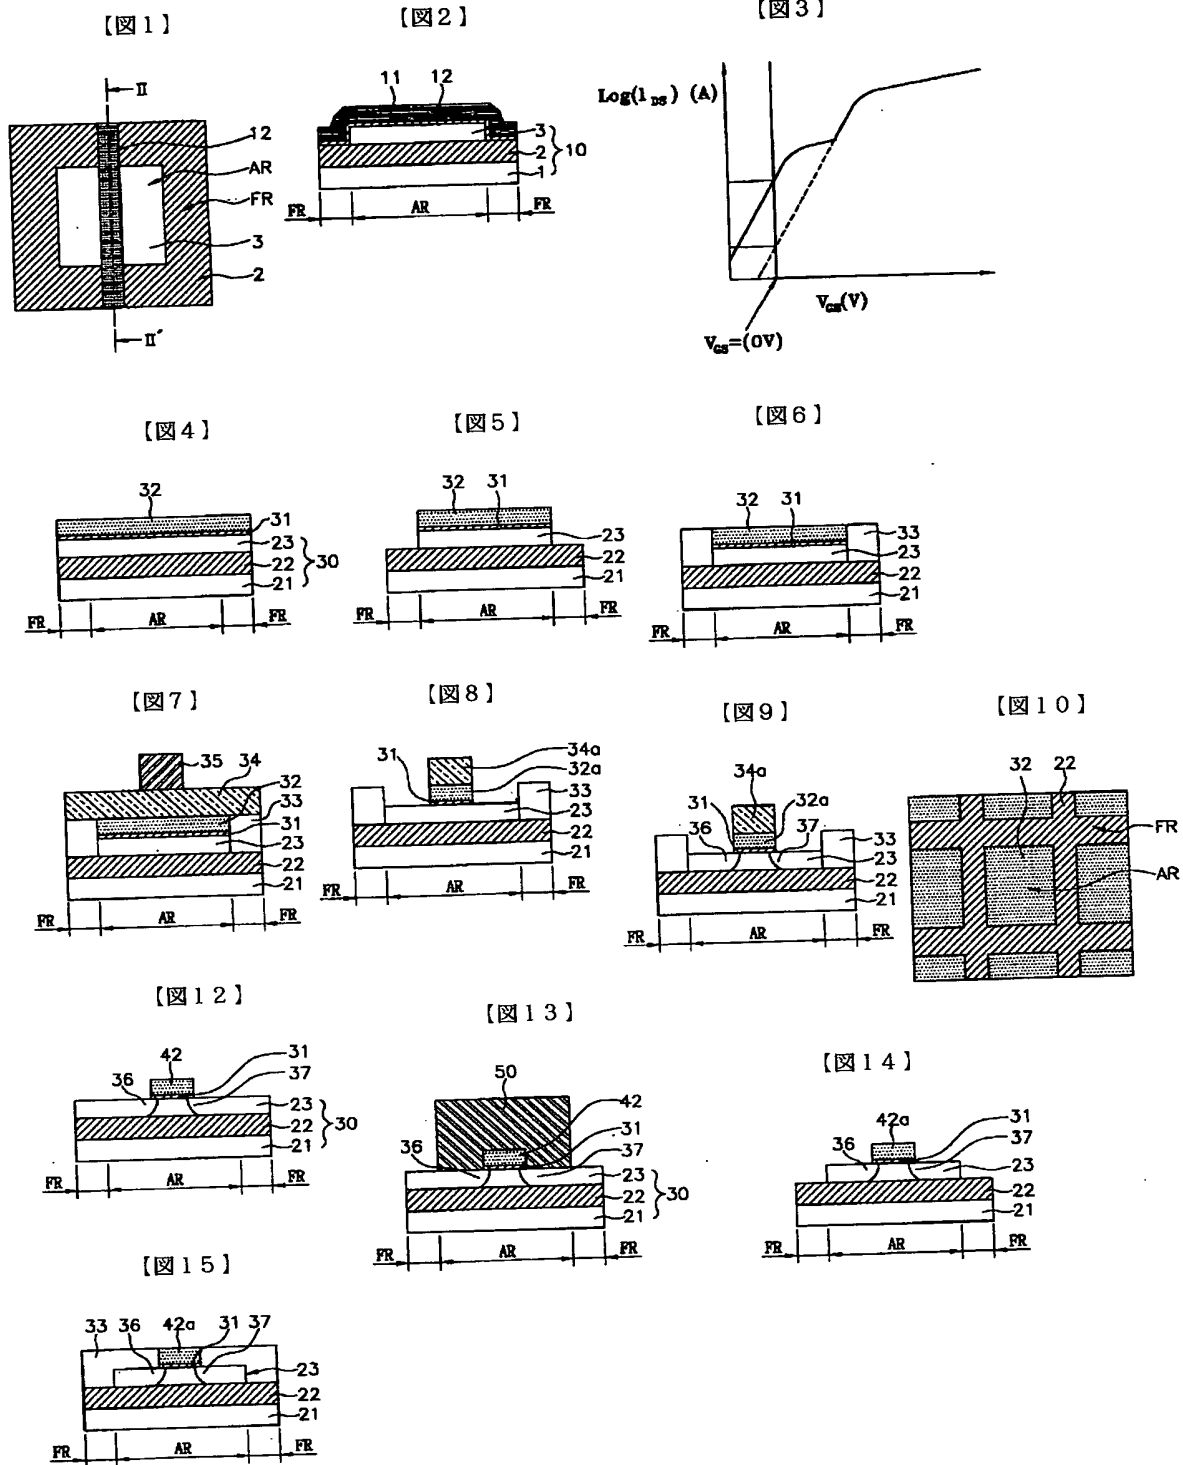 【図1】
Ⅱ
12
AR
FR
3
2
Ⅱ´
【図2】
11
12
3
2
1
10
FR
AR
FR
【図3】
Log(I DS) (A)
VGS(V)
VGS=(0V)
【図4】
32
31
23
22
21
30
FR
AR
FR
【図5】
32
31
23
22
21
FR
AR
FR
【図6】
32
31
33
23
22
21
FR
AR
FR
【図7】
35
34
32
33
31
23
22
21
FR
AR
FR
【図8】
31
34a
32a
33
23
22
21
FR
AR
FR
【図9】
34a
31
32a
36
37
33
23
22
21
FR
AR
FR
【図10】
32
22
FR
AR
【図12】
42
31
36
37
23
22
21
30
FR
AR
FR
【図13】
50
42
31
36
37
23
22
21
30
FR
AR
FR
【図14】
42a
31
36
37
23
22
21
FR
AR
FR
【図15】
33
36
42a
31
37
23
22
21
FR
AR
FR